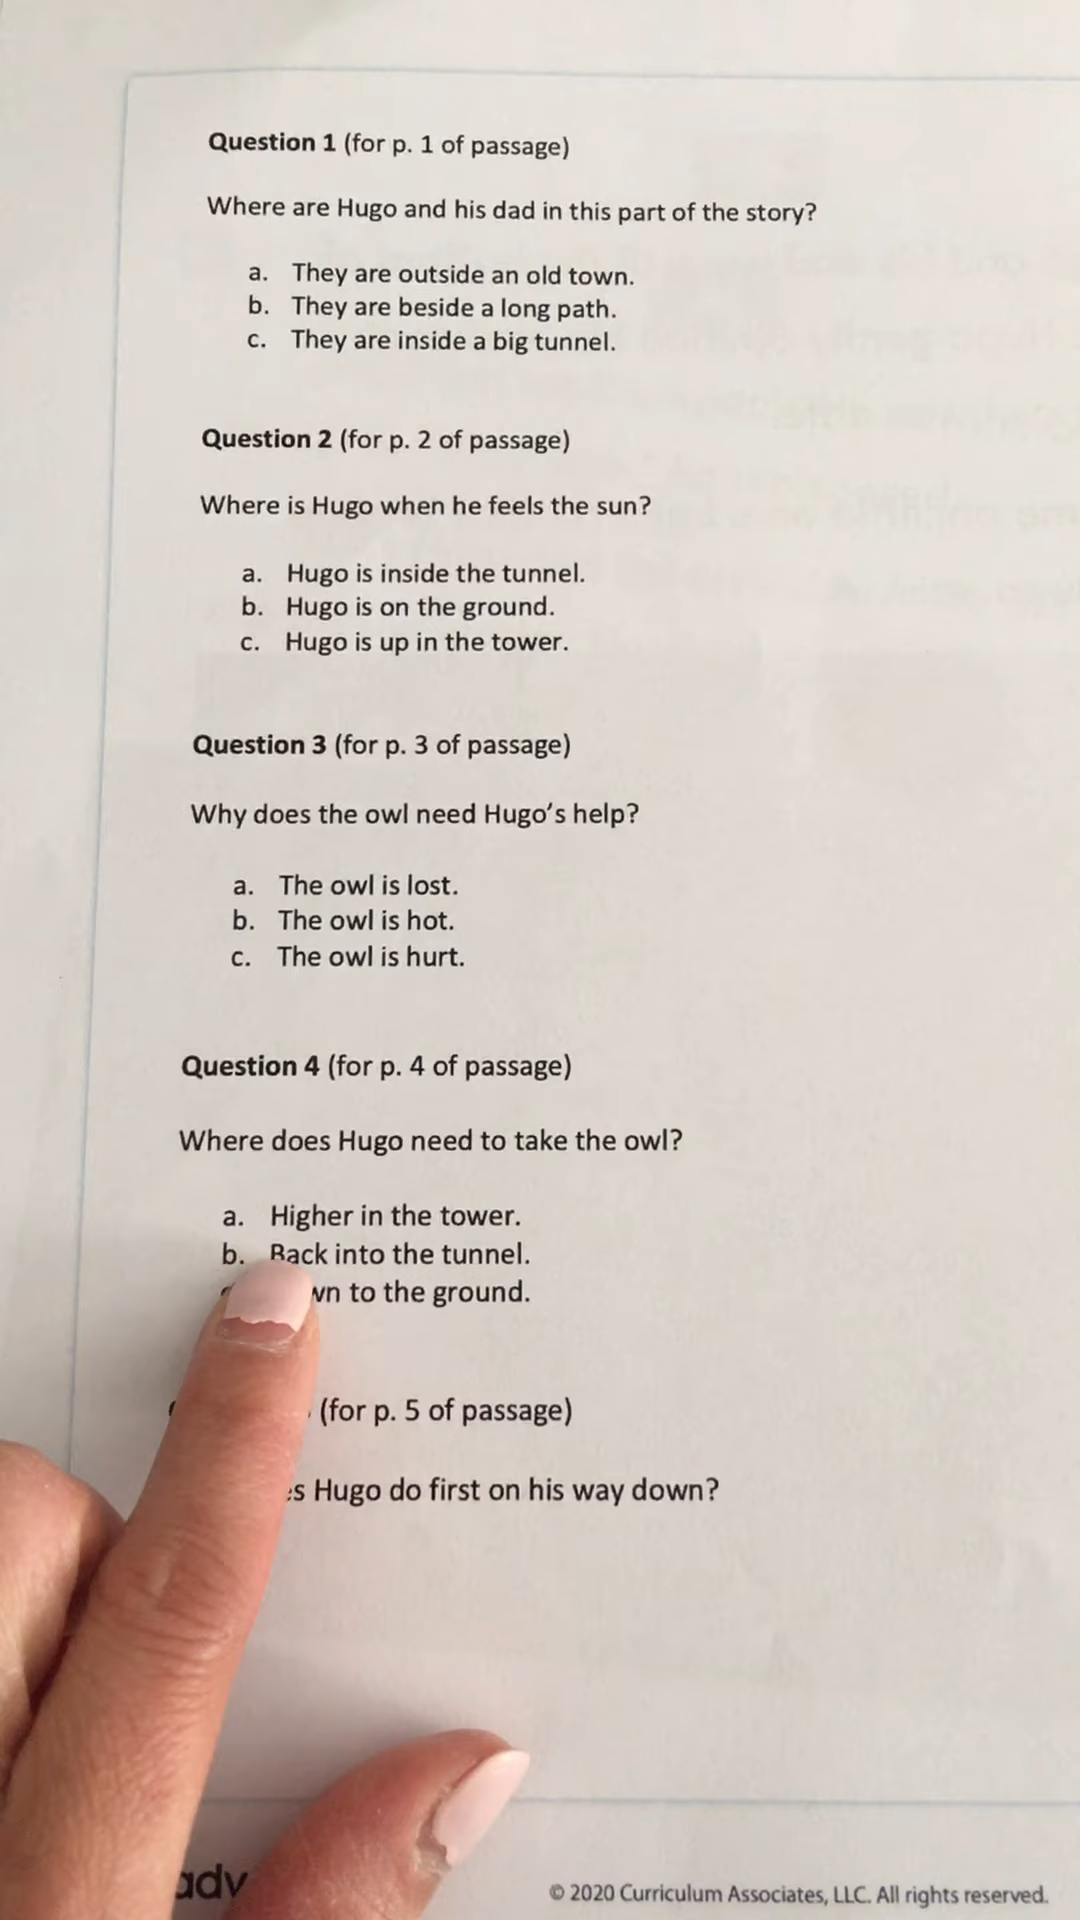 Question 1 (for p. 1 of passage)
Where are Hugo and his dad in this part of the story?
a. They are outside an old town.
b. They are beside a long path.
c. They are inside a big tunnel.
Question 2 (for p. 2 of passage)
Where is Hugo when he feels the sun?
a. Hugo is inside the tunnel.
b. Hugo is on the ground.
c. Hugo is up in the tower.
Question 3 (for p. 3 of passage)
Why does the owl need Hugo's help?
a. The owl is lost.
b. The owl is hot.
c. The owl is hurt.
Question 4 (for p. 4 of passage)
Where does Hugo need to take the owl?
a. Higher in the tower.
b. Back into the tunnel.
to the ground.
(for p. 5 of passage)
Hugo do first on his way down?
© 2020 Curriculum Associates, LLC. All rights reserved.